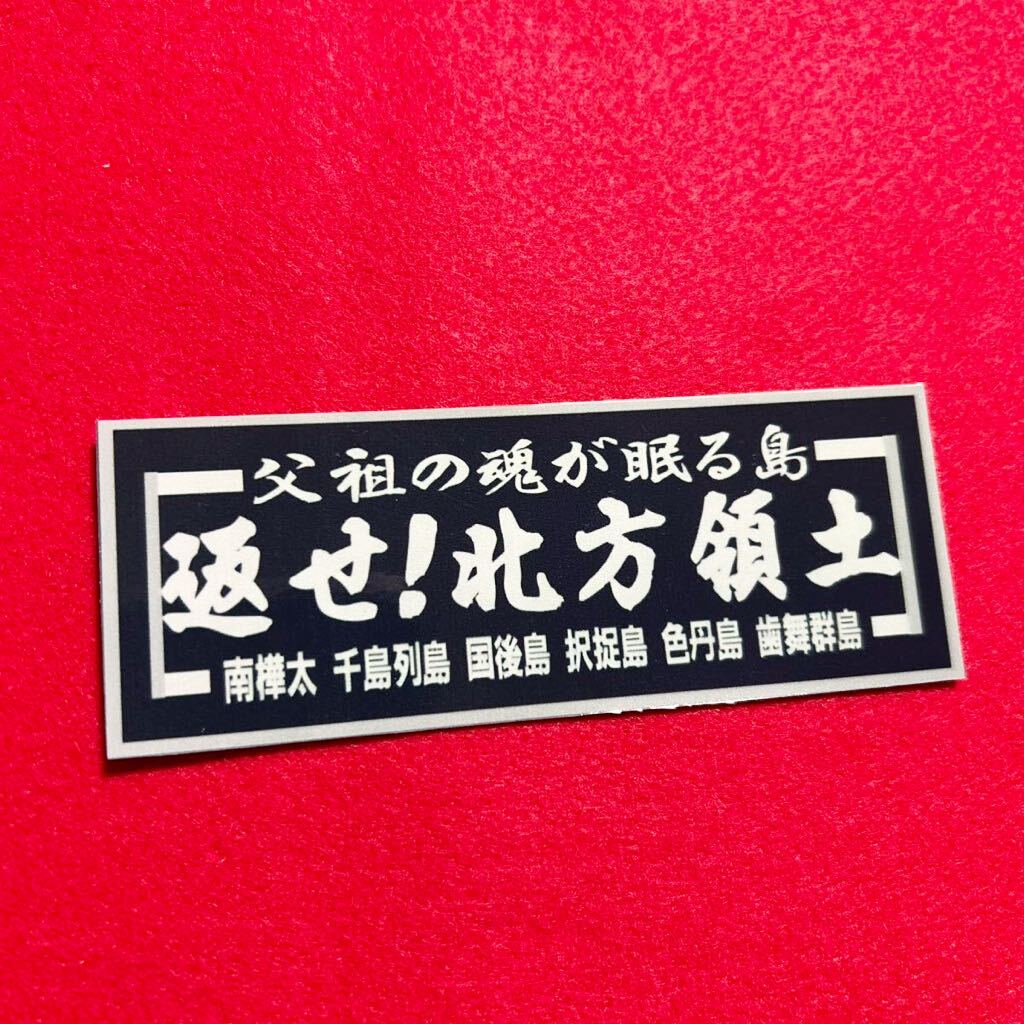 父祖の魂が眠る島
返せ!北方領土
南樺太 千島列島 国後島 択捉島 色丹島 歯舞群島